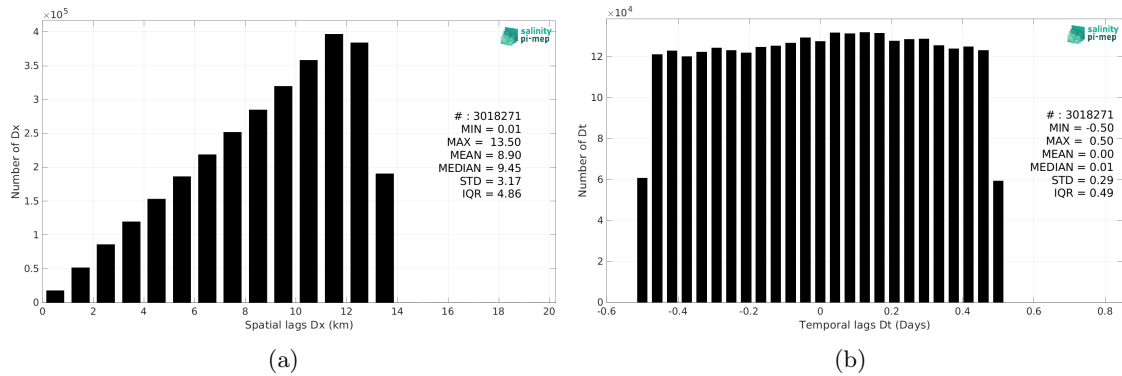 ×10⁵
4
3.5
3
2.5
2
1.5
1
0.5
0
Number of Dx
salinity
pi-mep
# : 3018271
MIN = 0.01
MAX = 13.50
MEAN = 8.90
MEDIAN = 9.45
STD = 3.17
IQR = 4.86
0 2 4 6 8 10 12 14 16 18 20
Spatial lags Dx (km)
(a)
×10⁴
12
10
8
6
4
2
0
Number of Dt
salinity
pi-mep
# : 3018271
MIN = -0.50
MAX = 0.50
MEAN = 0.00
MEDIAN = 0.01
STD = 0.29
IQR = 0.49
-0.6 -0.4 -0.2 0 0.2 0.4 0.6 0.8
Temporal lags Dt (Days)
(b)